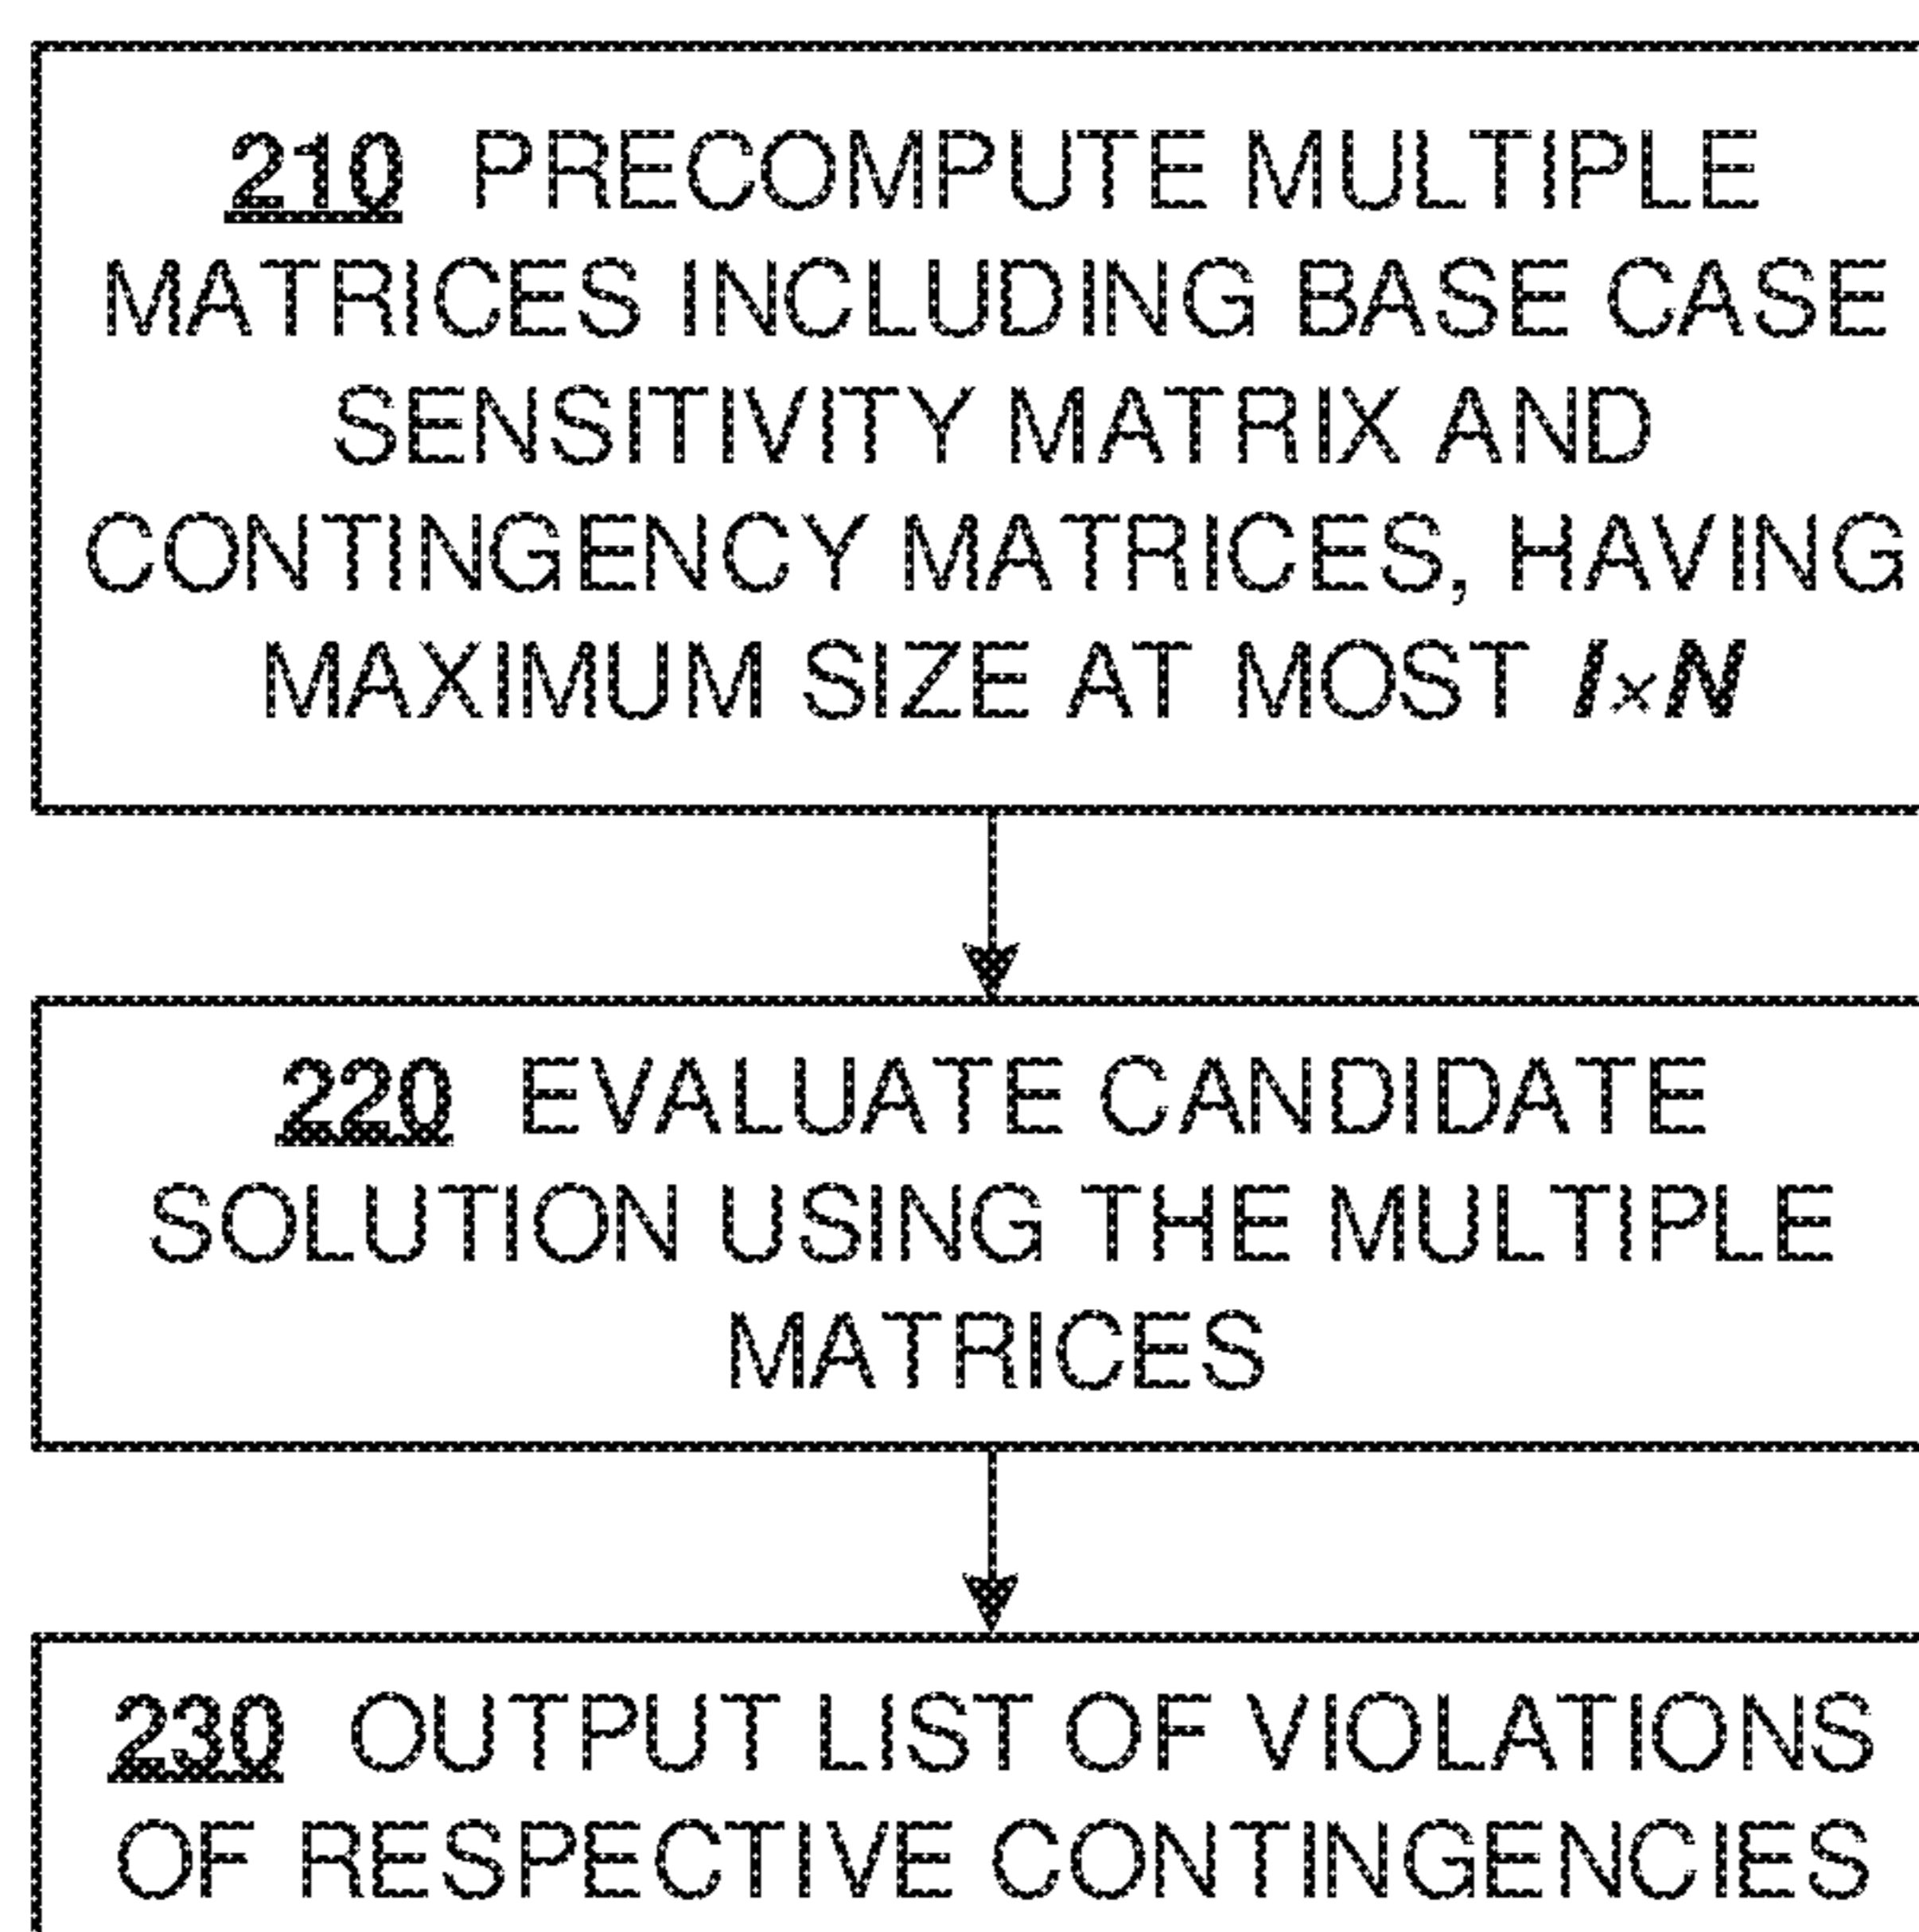 210 PRECOMPUTE MULTIPLE
MATRICES INCLUDING BASE CASE
SENSITIVITY MATRIX AND
CONTINGENCY MATRICES, HAVING
MAXIMUM SIZE AT MOST I×N
220 EVALUATE CANDIDATE
SOLUTION USING THE MULTIPLE
MATRICES
230 OUTPUT LIST OF VIOLATIONS
OF RESPECTIVE CONTINGENCIES